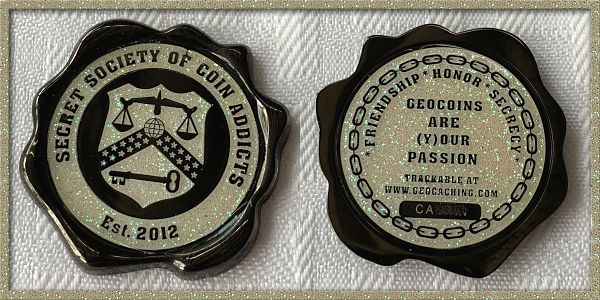 SECRET SOCIETY OF COIN ADDICTS
Est. 2012
* FRIENDSHIP * HONOR * SECRECY *
GEOCOINS
ARE
(Y)OUR
PASSION
TRACKABLE AT
WWW.GEOCACHING.COM
CA